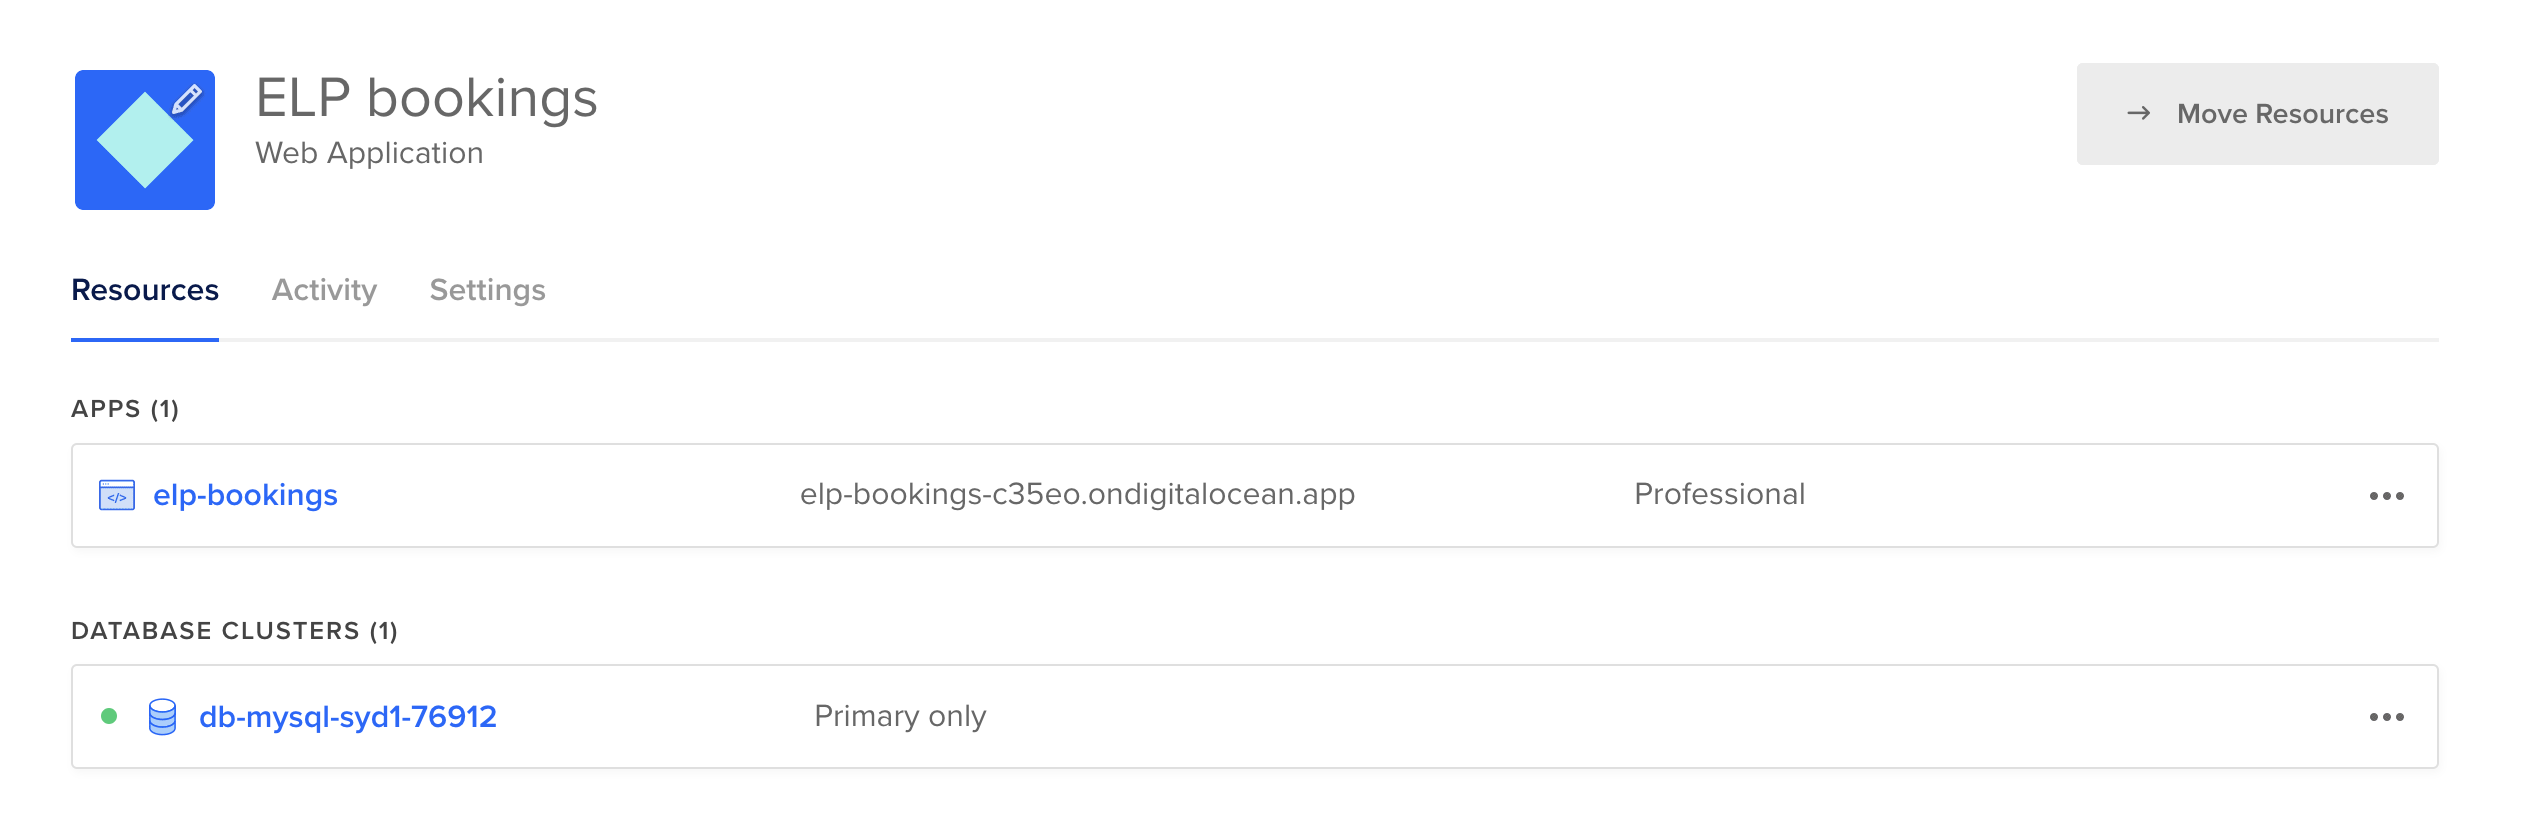 ELP bookings
Web Application
→ Move Resources
Resources Activity Settings
APPS (1)
</> elp-bookings elp-bookings-c35eo.ondigitalocean.app Professional •••
DATABASE CLUSTERS (1)
db-mysql-syd1-76912 Primary only •••